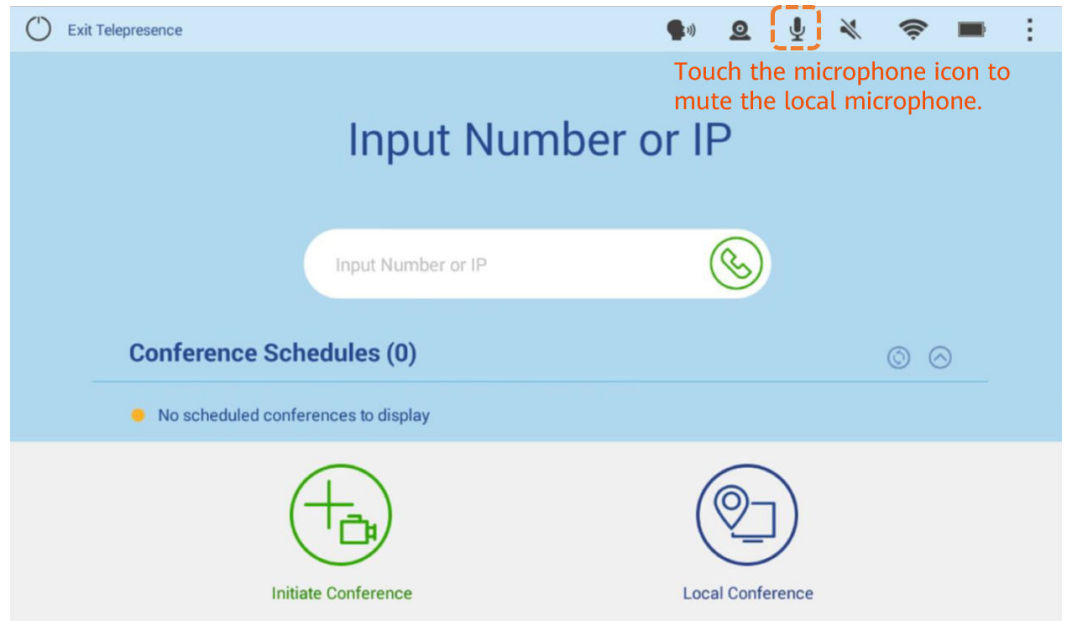 Exit Telepresence
Touch the microphone icon to
mute the local microphone.
Input Number or IP
Input Number or IP
Conference Schedules (0)
No scheduled conferences to display
Initiate Conference
Local Conference